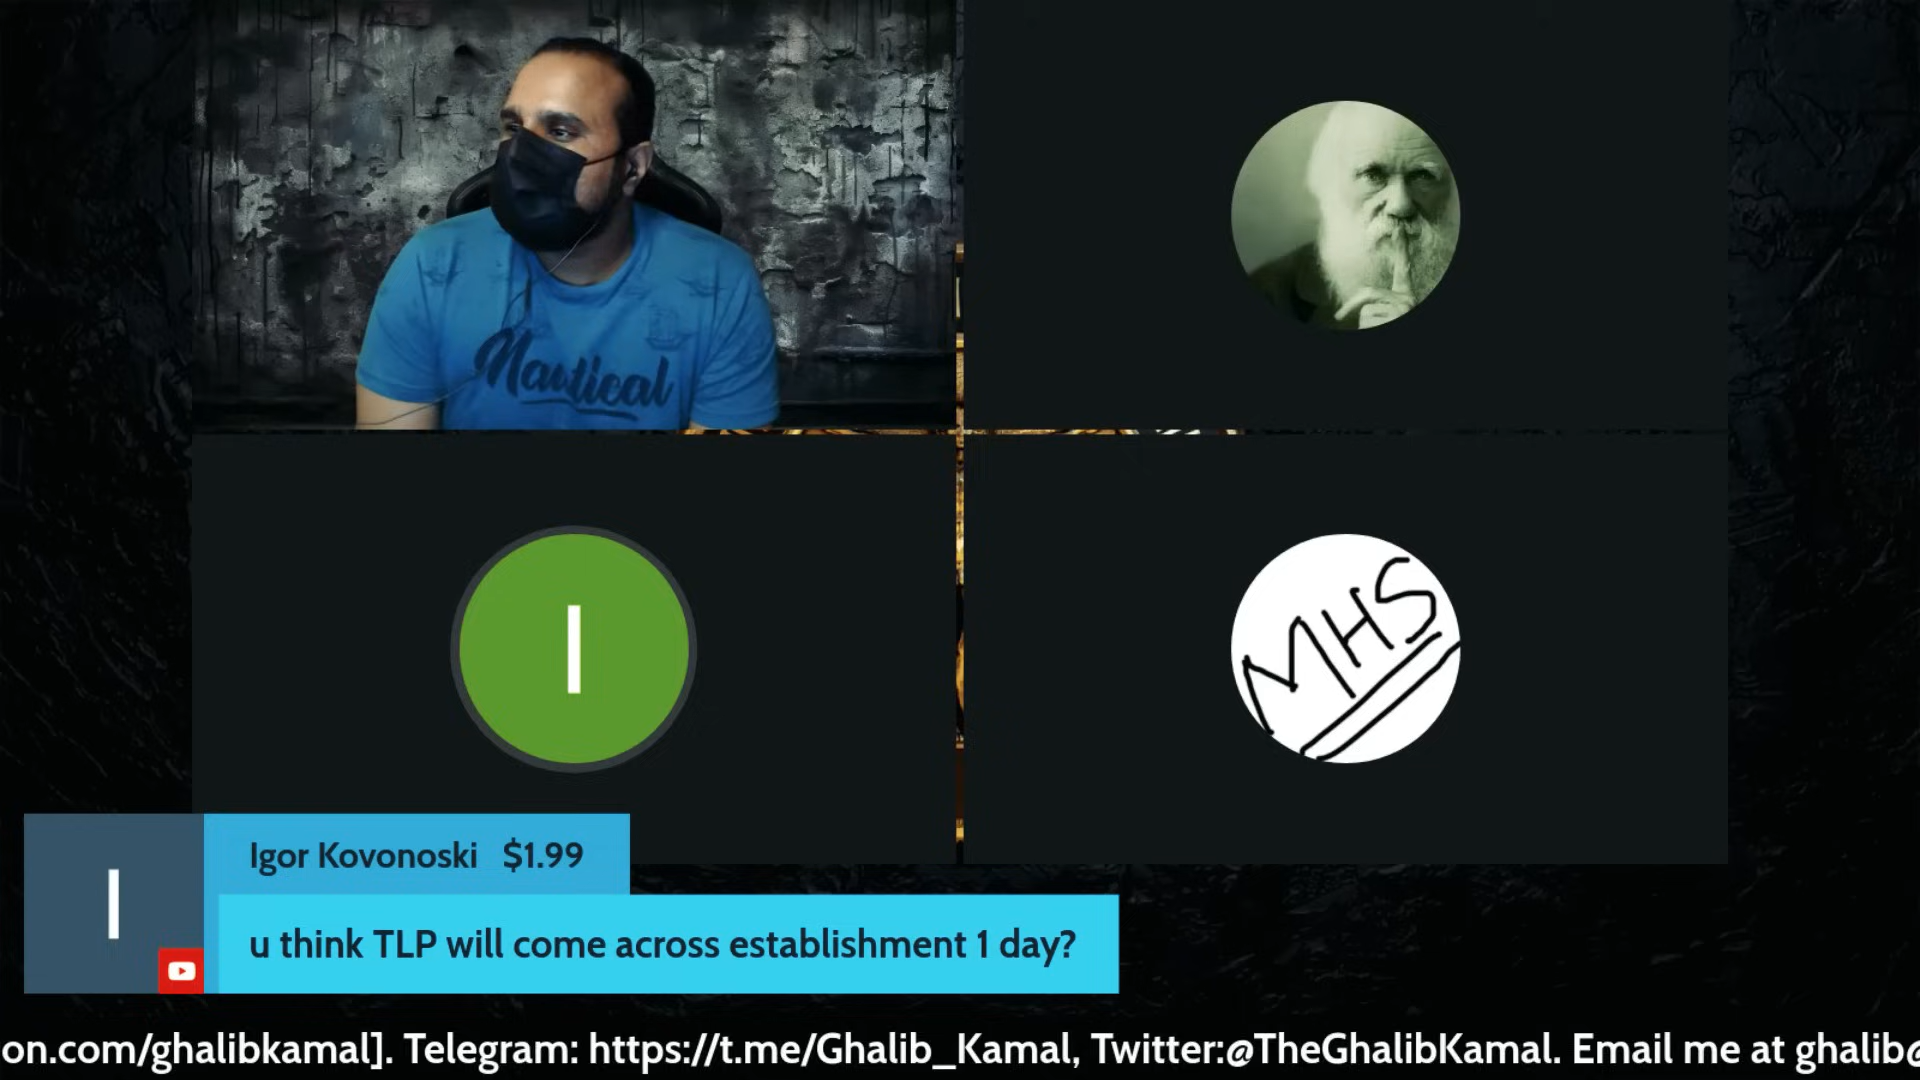 Nautical
I
MHS
I
Igor Kovonoski $1.99
u think TLP will come across establishment 1 day?
on.com/ghalibkamal]. Telegram: https://t.me/Ghalib_Kamal, Twitter:@TheGhalibKamal. Email me at ghalib@